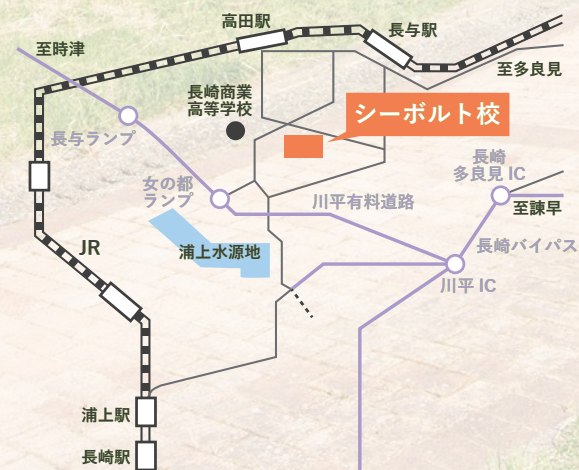 高田駅
長与駅
至時津
至多良見
長崎商業
高等学校
シーボルト校
長与ランプ
長崎
多良見 IC
女の都
ランプ
川平有料道路
至諫早
JR
浦上水源地
長崎バイパス
川平 IC
浦上駅
長崎駅